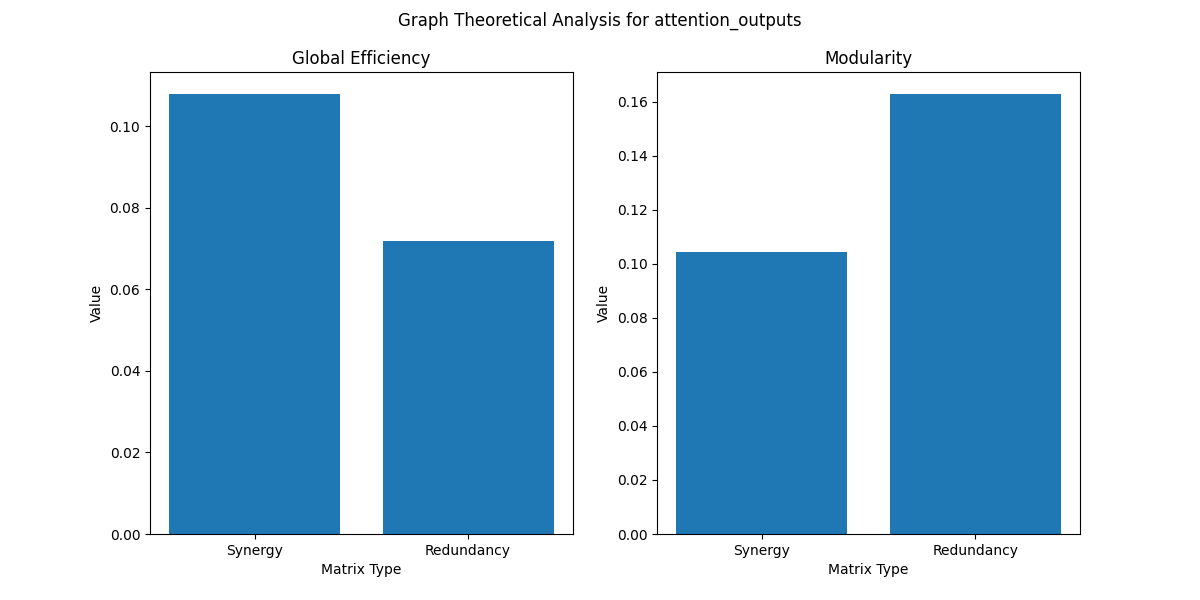 Graph Theoretical Analysis for attention_outputs
Global Efficiency
Value
0.10
0.08
0.06
0.04
0.02
0.00
Synergy
Redundancy
Matrix Type
Modularity
Value
0.16
0.14
0.12
0.10
0.08
0.06
0.04
0.02
0.00
Synergy
Redundancy
Matrix Type